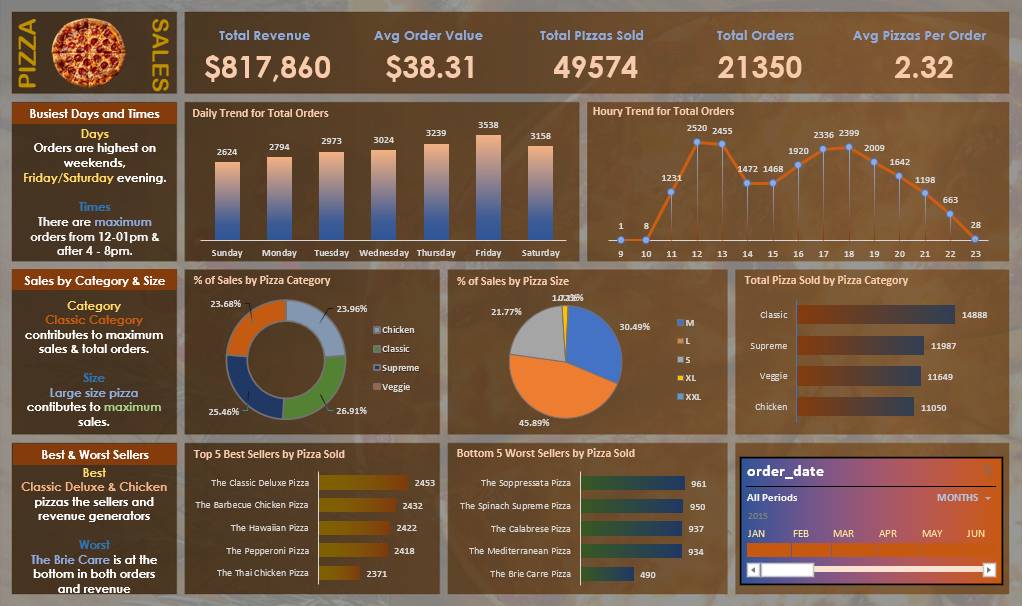 PIZZA
SALES
Total Revenue
$817,860
Avg Order Value
$38.31
Total PIzzas Sold
49574
Total Orders
21350
Avg Pizzas Per Order
2.32
Busiest Days and Times
Days
Orders are highest on
weekends,
Friday/Saturday evening.
Times
There are maximum
orders from 12-01pm &
after 4 - 8pm.
Daily Trend for Total Orders
2624
2794
2973
3024
3239
3538
3158
Sunday
Monday
Tuesday
Wednesday
Thursday
Friday
Saturday
Houry Trend for Total Orders
1
8
1231
2520
2455
1472
1468
1920
2336
2399
2009
1642
1198
663
28
9
10
11
12
13
14
15
16
17
18
19
20
21
22
23
Sales by Category & Size
Category
Classic Category
contributes to maximum
sales & total orders.
Size
Large size pizza
contibutes to maximum
sales.
% of Sales by Pizza Category
23.68%
23.96%
25.46%
26.91%
Chicken
Classic
Supreme
Veggie
% of Sales by Pizza Size
21.77%
30.49%
45.89%
M
L
S
XL
XXL
Total Pizza Sold by Pizza Category
Classic
14888
Supreme
11987
Veggie
11649
Chicken
11050
Best & Worst Sellers
Best
Classic Deluxe & Chicken
pizzas the sellers and
revenue generators
Worst
The Brie Carre is at the
bottom in both orders
and revenue
Top 5 Best Sellers by Pizza Sold
The Classic Deluxe Pizza
2453
The Barbecue Chicken Pizza
2432
The Hawaiian Pizza
2422
The Pepperoni Pizza
2418
The Thai Chicken Pizza
2371
Bottom 5 Worst Sellers by Pizza Sold
The Soppressata Pizza
961
The Spinach Supreme Pizza
950
The Calabrese Pizza
937
The Mediterranean Pizza
934
The Brie Carre Pizza
490
order_date
All Periods
MONTHS
2015
JAN
FEB
MAR
APR
MAY
JUN